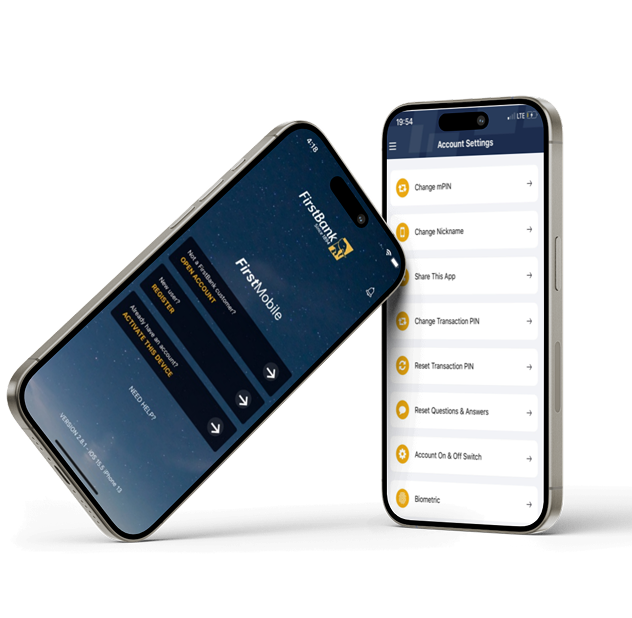 4:18
FirstBank
Since 1894
FirstMobile
Not a FirstBank customer?
OPEN ACCOUNT
New user?
REGISTER
Already have an account?
ACTIVATE THIS DEVICE
NEED HELP?
VERSION 2.8.1 - iOS 15.5 iPhone 13
19:54
LTE
Account Settings
Change mPIN
Change Nickname
Share This App
Change Transaction PIN
Reset Transaction PIN
Reset Questions & Answers
Account On & Off Switch
Biometric